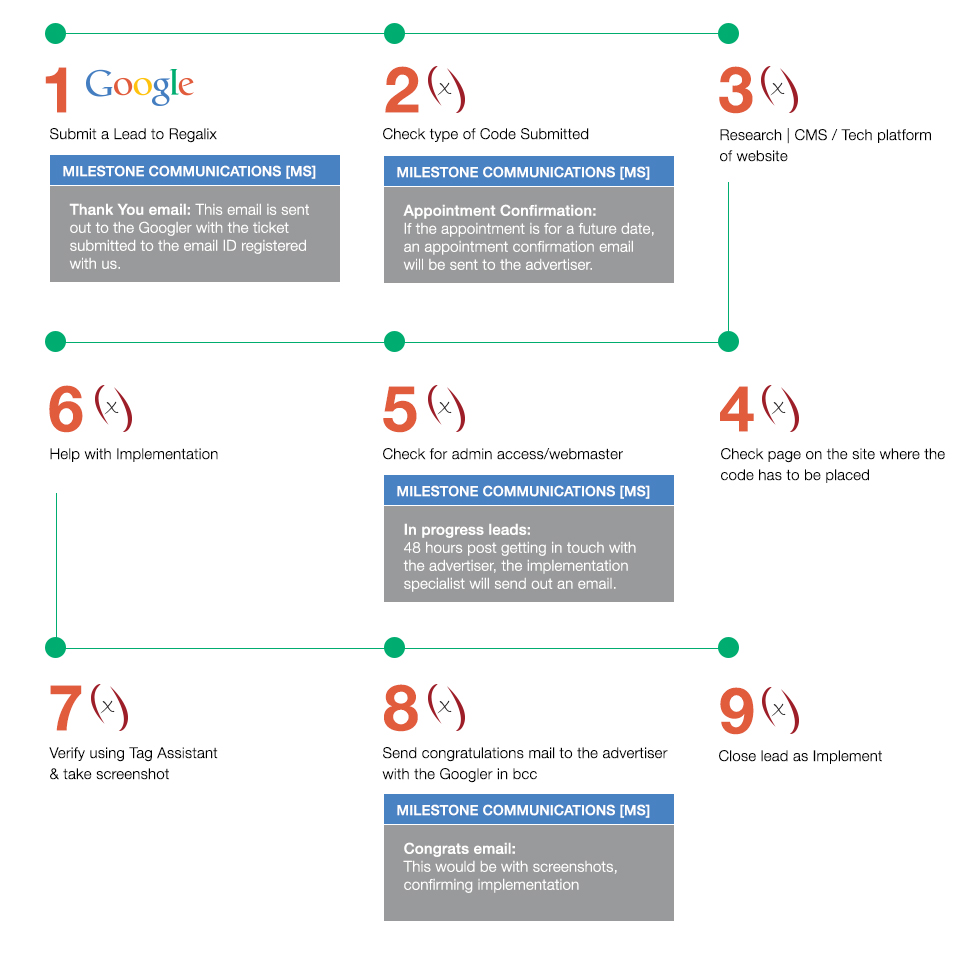 1 Google
Submit a Lead to Regalix
MILESTONE COMMUNICATIONS [MS]
Thank You email: This email is sent
out to the Googler with the ticket
submitted to the email ID registered
with us.
2 (x)
Check type of Code Submitted
MILESTONE COMMUNICATIONS [MS]
Appointment Confirmation:
If the appointment is for a future date,
an appointment confirmation email
will be sent to the advertiser.
3 (x)
Research | CMS / Tech platform
of website
4 (x)
Check page on the site where the
code has to be placed
5 (x)
Check for admin access/webmaster
MILESTONE COMMUNICATIONS [MS]
In progress leads:
48 hours post getting in touch with
the advertiser, the implementation
specialist will send out an email.
6 (x)
Help with Implementation
7 (x)
Verify using Tag Assistant
& take screenshot
8 (x)
Send congratulations mail to the advertiser
with the Googler in bcc
MILESTONE COMMUNICATIONS [MS]
Congrats email:
This would be with screenshots,
confirming implementation
9 (x)
Close lead as Implement